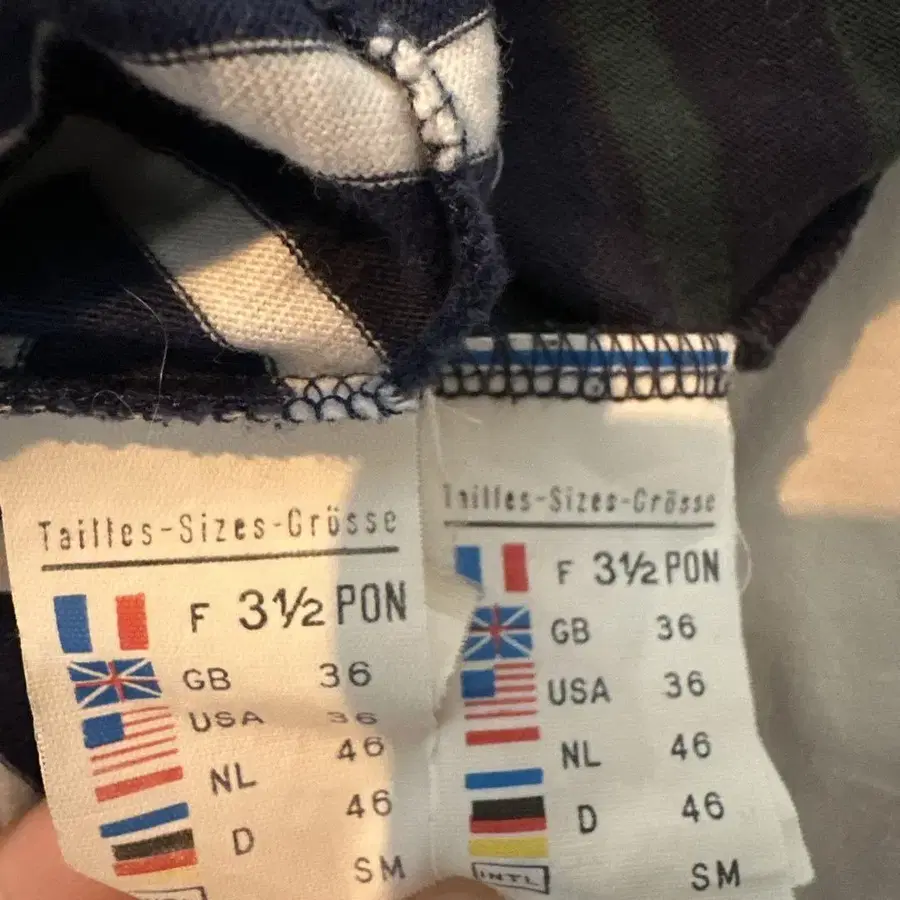 Tailles-Sizes-Grösse
F 3½ PON
GB 36
USA 36
NL 46
D 46
SM
Tailles-Sizes-Grösse
F 3½ PON
GB 36
USA 36
NL 46
D 46
INTL SM